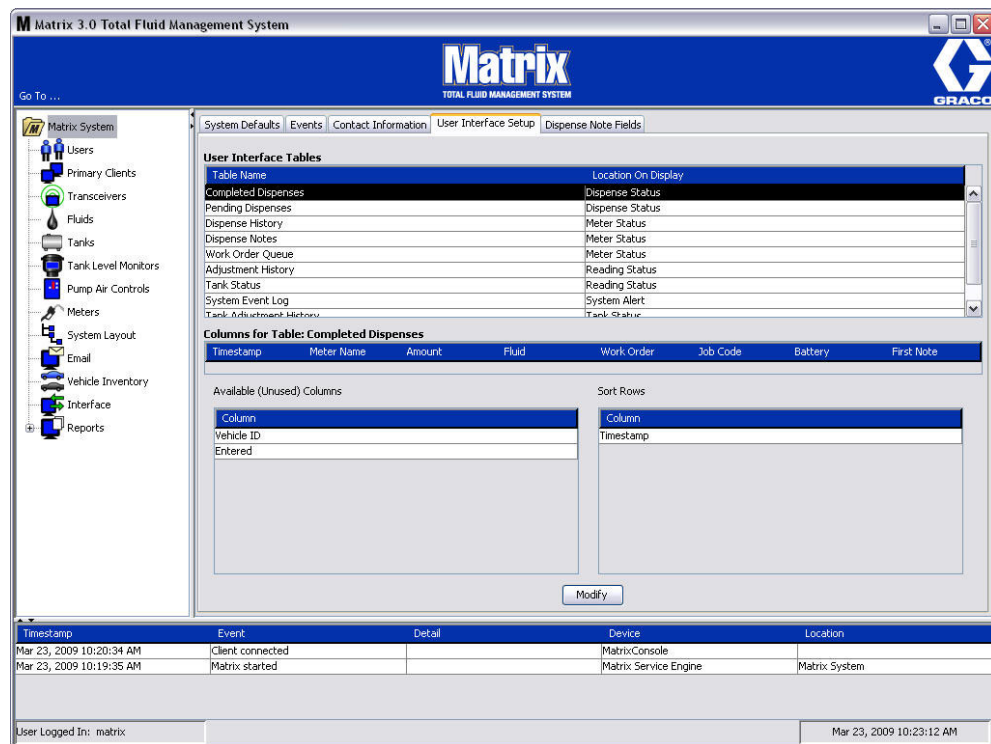 Matrix 3.0 Total Fluid Management System
Matrix
TOTAL FLUID MANAGEMENT SYSTEM
Go To ...
GRACO
Matrix System
Users
Primary Clients
Transceivers
Fluids
Tanks
Tank Level Monitors
Pump Air Controls
Meters
System Layout
Email
Vehicle Inventory
Interface
Reports
System Defaults Events Contact Information User Interface Setup Dispense Note Fields
User Interface Tables
Table Name Location On Display
Completed Dispenses Dispense Status
Pending Dispenses Dispense Status
Dispense History Meter Status
Dispense Notes Meter Status
Work Order Queue Meter Status
Adjustment History Reading Status
Tank Status Reading Status
System Event Log System Alert
Tank Adjustment History Tank Status
Columns for Table: Completed Dispenses
Timestamp Meter Name Amount Fluid Work Order Job Code Battery First Note
Available (Unused) Columns Sort Rows
Column Column
Vehicle ID Timestamp
Entered
Modify
Timestamp Event Detail Device Location
Mar 23, 2009 10:20:34 AM Client connected MatrixConsole
Mar 23, 2009 10:19:35 AM Matrix started Matrix Service Engine Matrix System
User Logged In: matrix Mar 23, 2009 10:23:12 AM